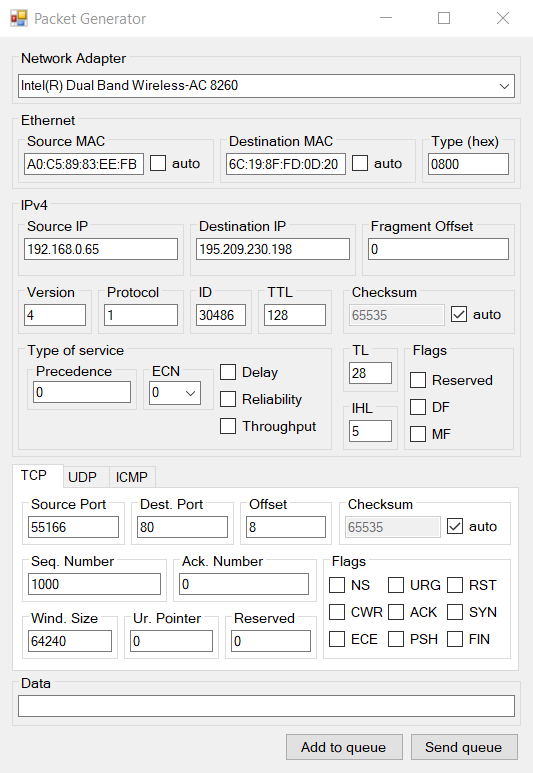 Packet Generator
Network Adapter
Intel(R) Dual Band Wireless-AC 8260
Ethernet
Source MAC
A0:C5:89:83:EE:FB
auto
Destination MAC
6C:19:8F:FD:0D:20
auto
Type (hex)
0800
IPv4
Source IP
192.168.0.65
Destination IP
195.209.230.198
Fragment Offset
0
Version
4
Protocol
1
ID
30486
TTL
128
Checksum
65535
auto
Type of service
Precedence
0
ECN
0
Delay
Reliability
Throughput
TL
28
IHL
5
Flags
Reserved
DF
MF
TCP UDP ICMP
Source Port
55166
Dest. Port
80
Offset
8
Checksum
65535
auto
Seq. Number
1000
Ack. Number
0
Wind. Size
64240
Ur. Pointer
0
Reserved
0
Flags
NS URG RST
CWR ACK SYN
ECE PSH FIN
Data
Add to queue
Send queue